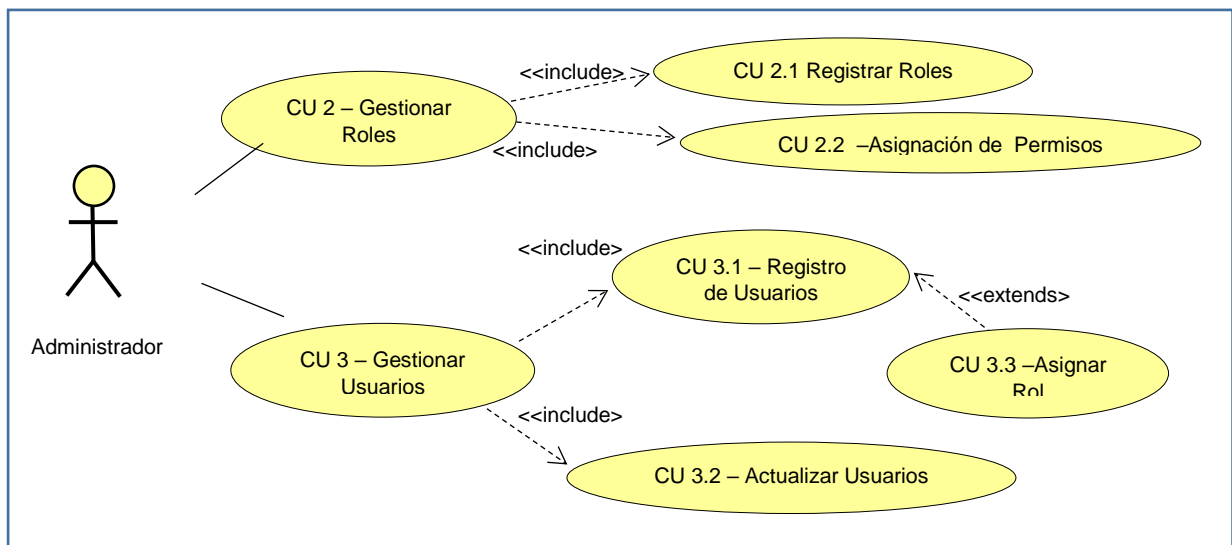 <<include>>
CU 2.1 Registrar Roles
CU 2 – Gestionar
Roles
<<include>>
CU 2.2 –Asignación de Permisos
Administrador
<<include>>
CU 3.1 – Registro
de Usuarios
<<extends>>
CU 3 – Gestionar
Usuarios
CU 3.3 –Asignar
Rol
<<include>>
CU 3.2 – Actualizar Usuarios